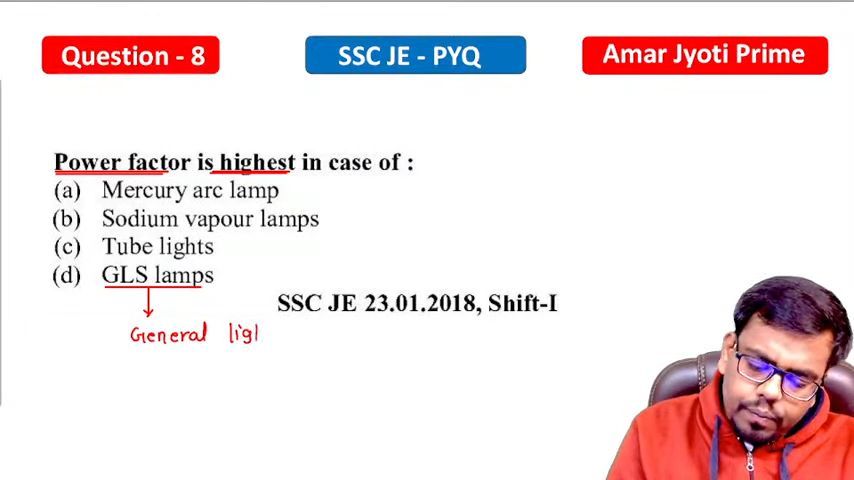 Question - 8
SSC JE - PYQ
Amar Jyoti Prime
Power factor is highest in case of :
(a) Mercury arc lamp
(b) Sodium vapour lamps
(c) Tube lights
(d) GLS lamps
SSC JE 23.01.2018, Shift-I
General ligl